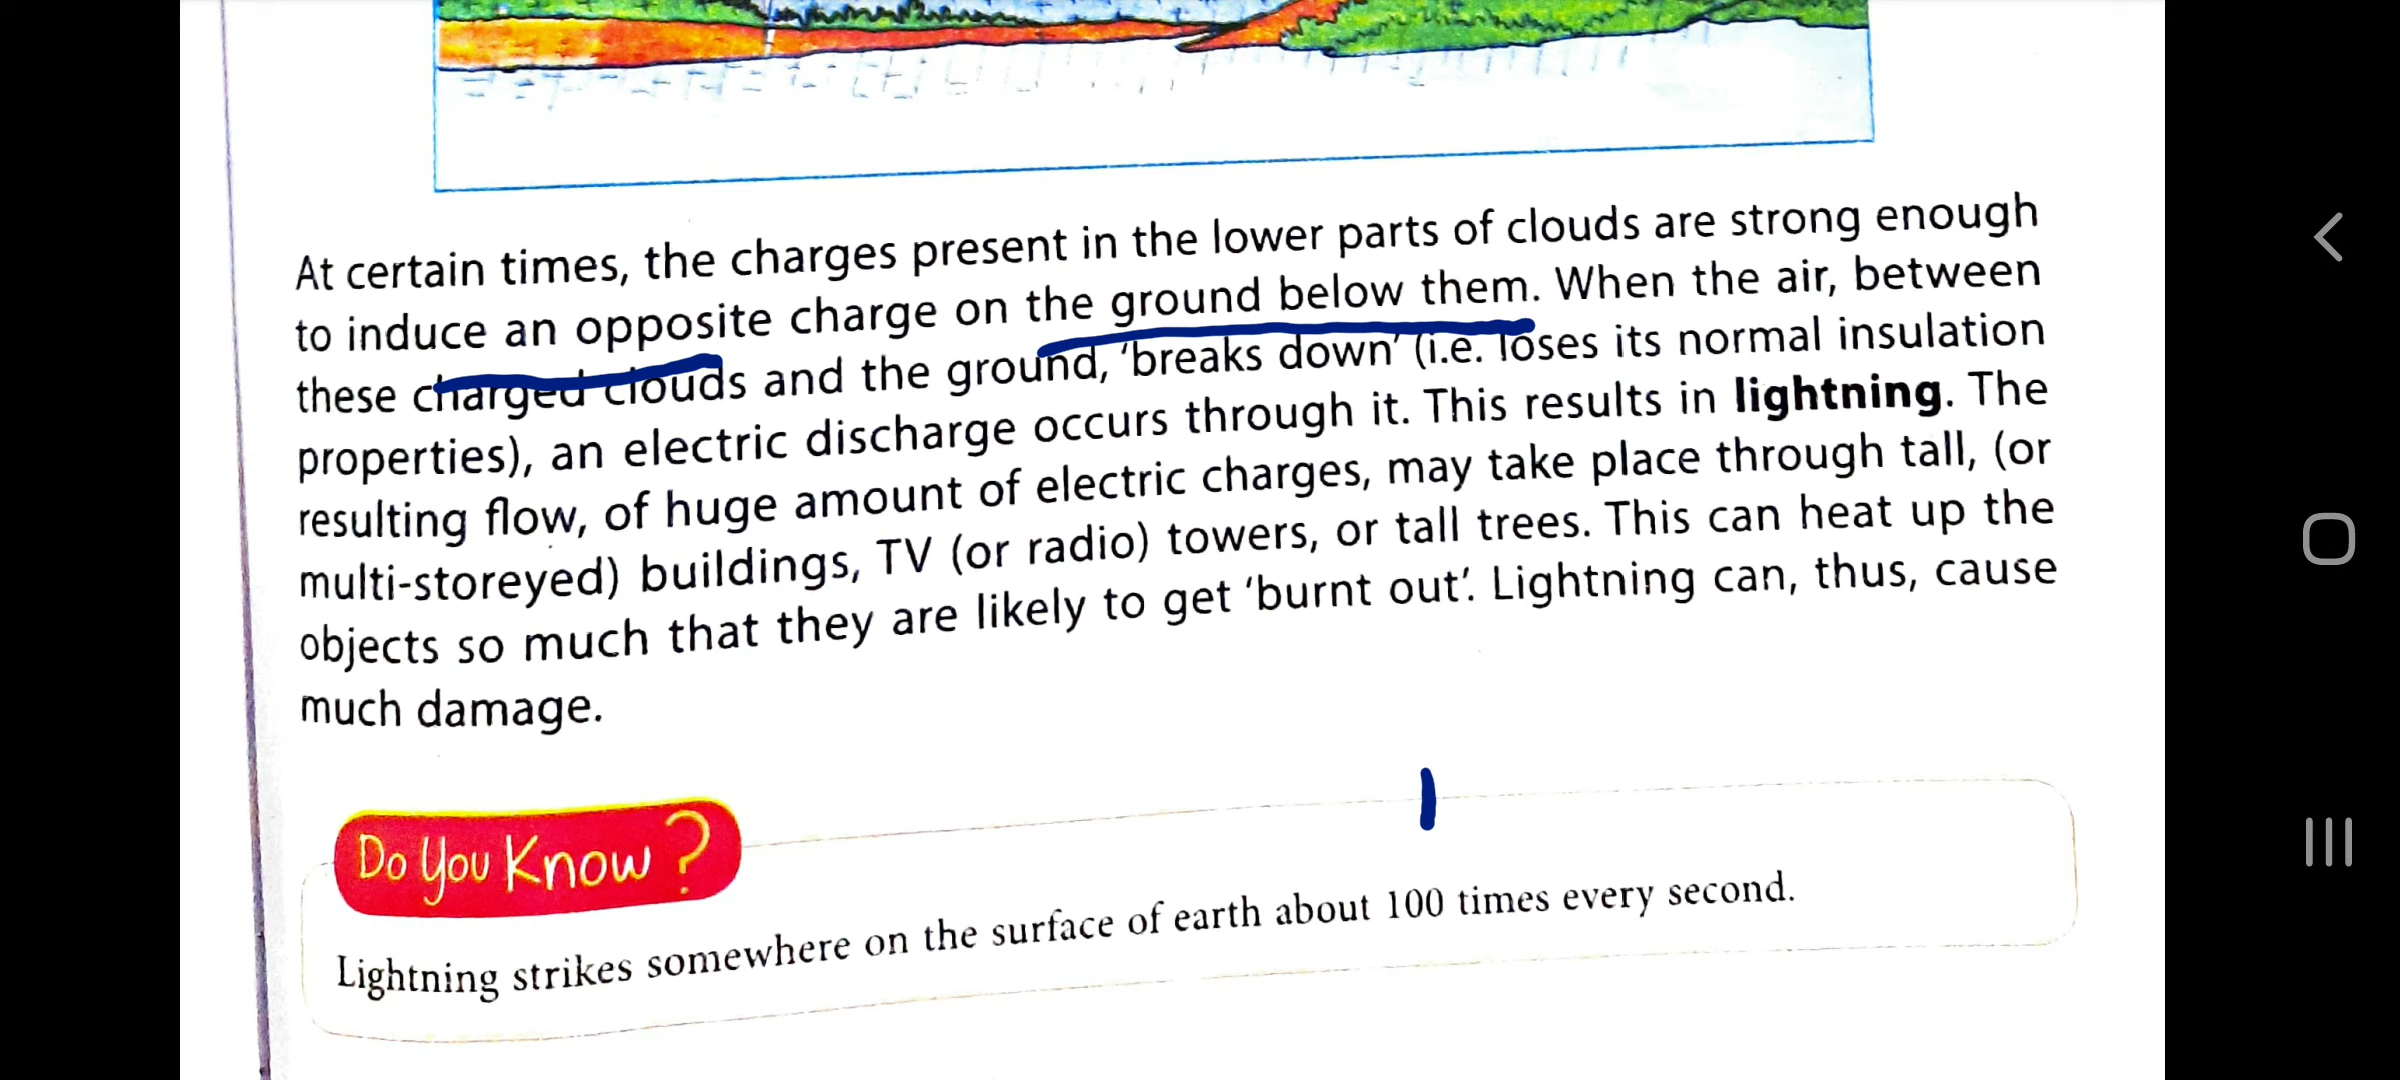 At certain times, the charges present in the lower parts of clouds are strong enough
to induce an opposite charge on the ground below them. When the air, between
these charged clouds and the ground, ‘breaks down’ (i.e. loses its normal insulation
properties), an electric discharge occurs through it. This results in lightning. The
resulting flow, of huge amount of electric charges, may take place through tall, (or
multi-storeyed) buildings, TV (or radio) towers, or tall trees. This can heat up the
objects so much that they are likely to get ‘burnt out’. Lightning can, thus, cause
much damage.
Do You Know ?
Lightning strikes somewhere on the surface of earth about 100 times every second.